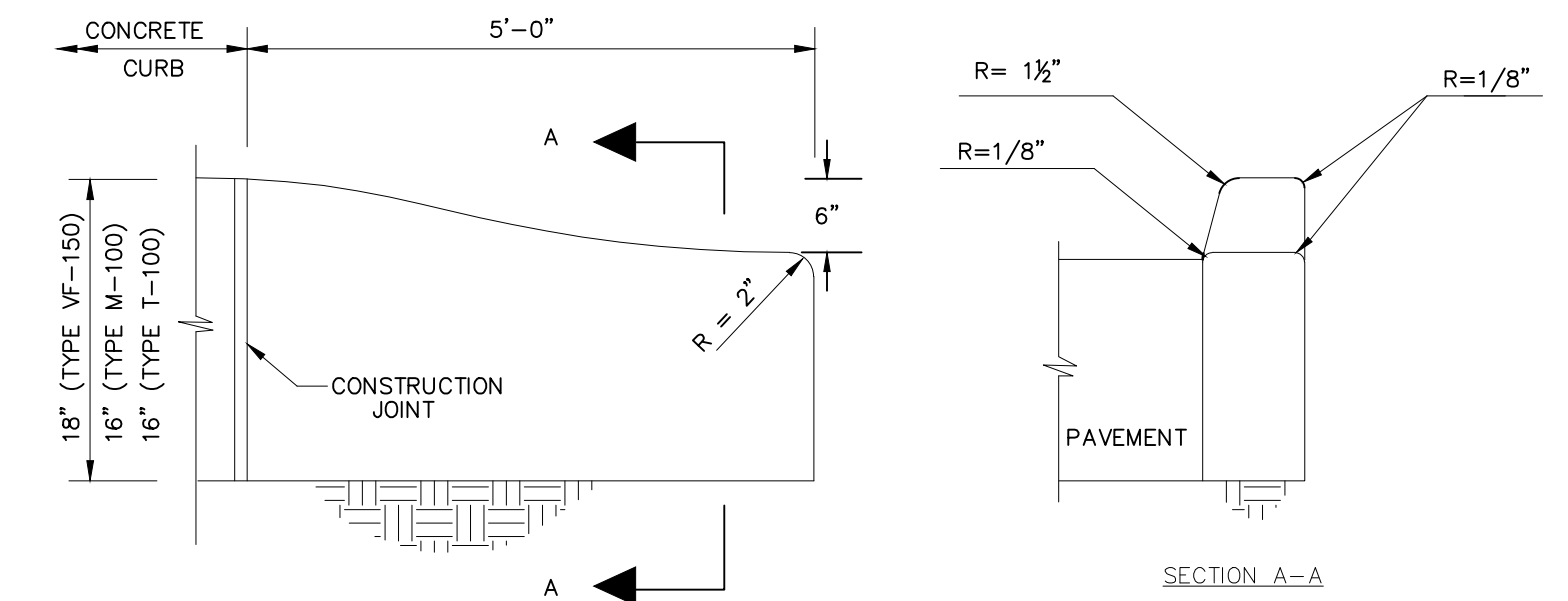 CONCRETE
CURB
5'-0"
A
6"
R = 2"
18" (TYPE VF-150)
16" (TYPE M-100)
16" (TYPE T-100)
CONSTRUCTION
JOINT
A
R= 1½"
R=1/8"
R=1/8"
PAVEMENT
SECTION A-A